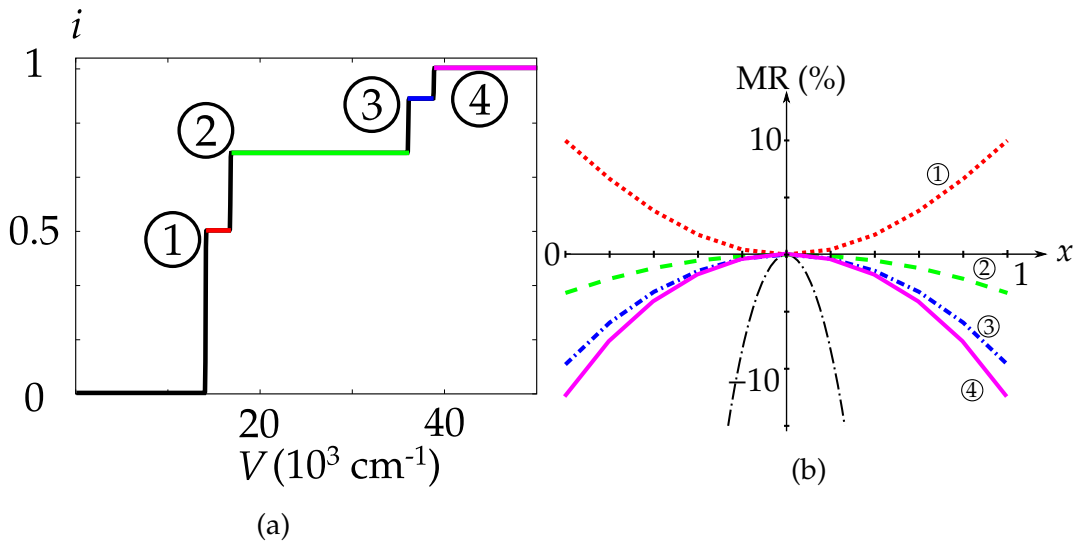 i
1
0.5
0
① ② ③ ④
20 40
V (10³ cm⁻¹)
(a)
MR (%)
10
0
1 x
−10
① ② ③ ④
(b)